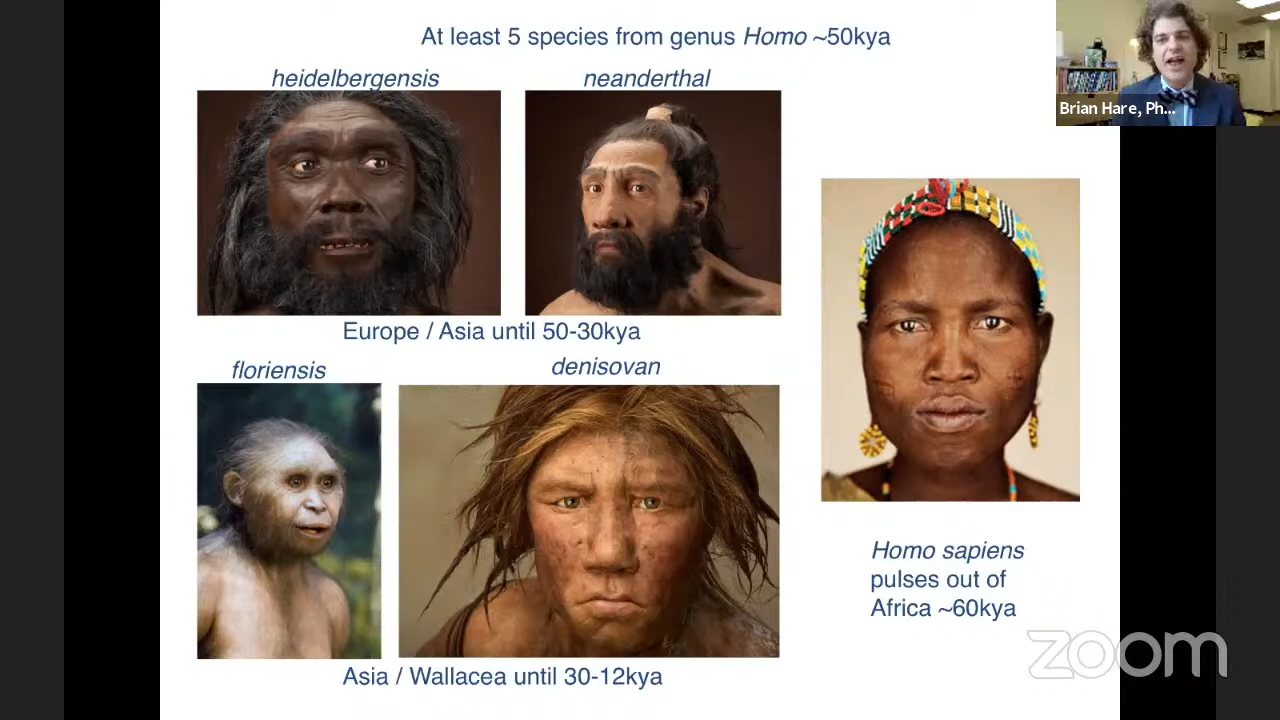 At least 5 species from genus Homo ~50kya
heidelbergensis
neanderthal
Brian Hare, Ph...
Europe / Asia until 50-30kya
floriensis
denisovan
Homo sapiens
pulses out of
Africa ~60kya
Asia / Wallacea until 30-12kya
zoom